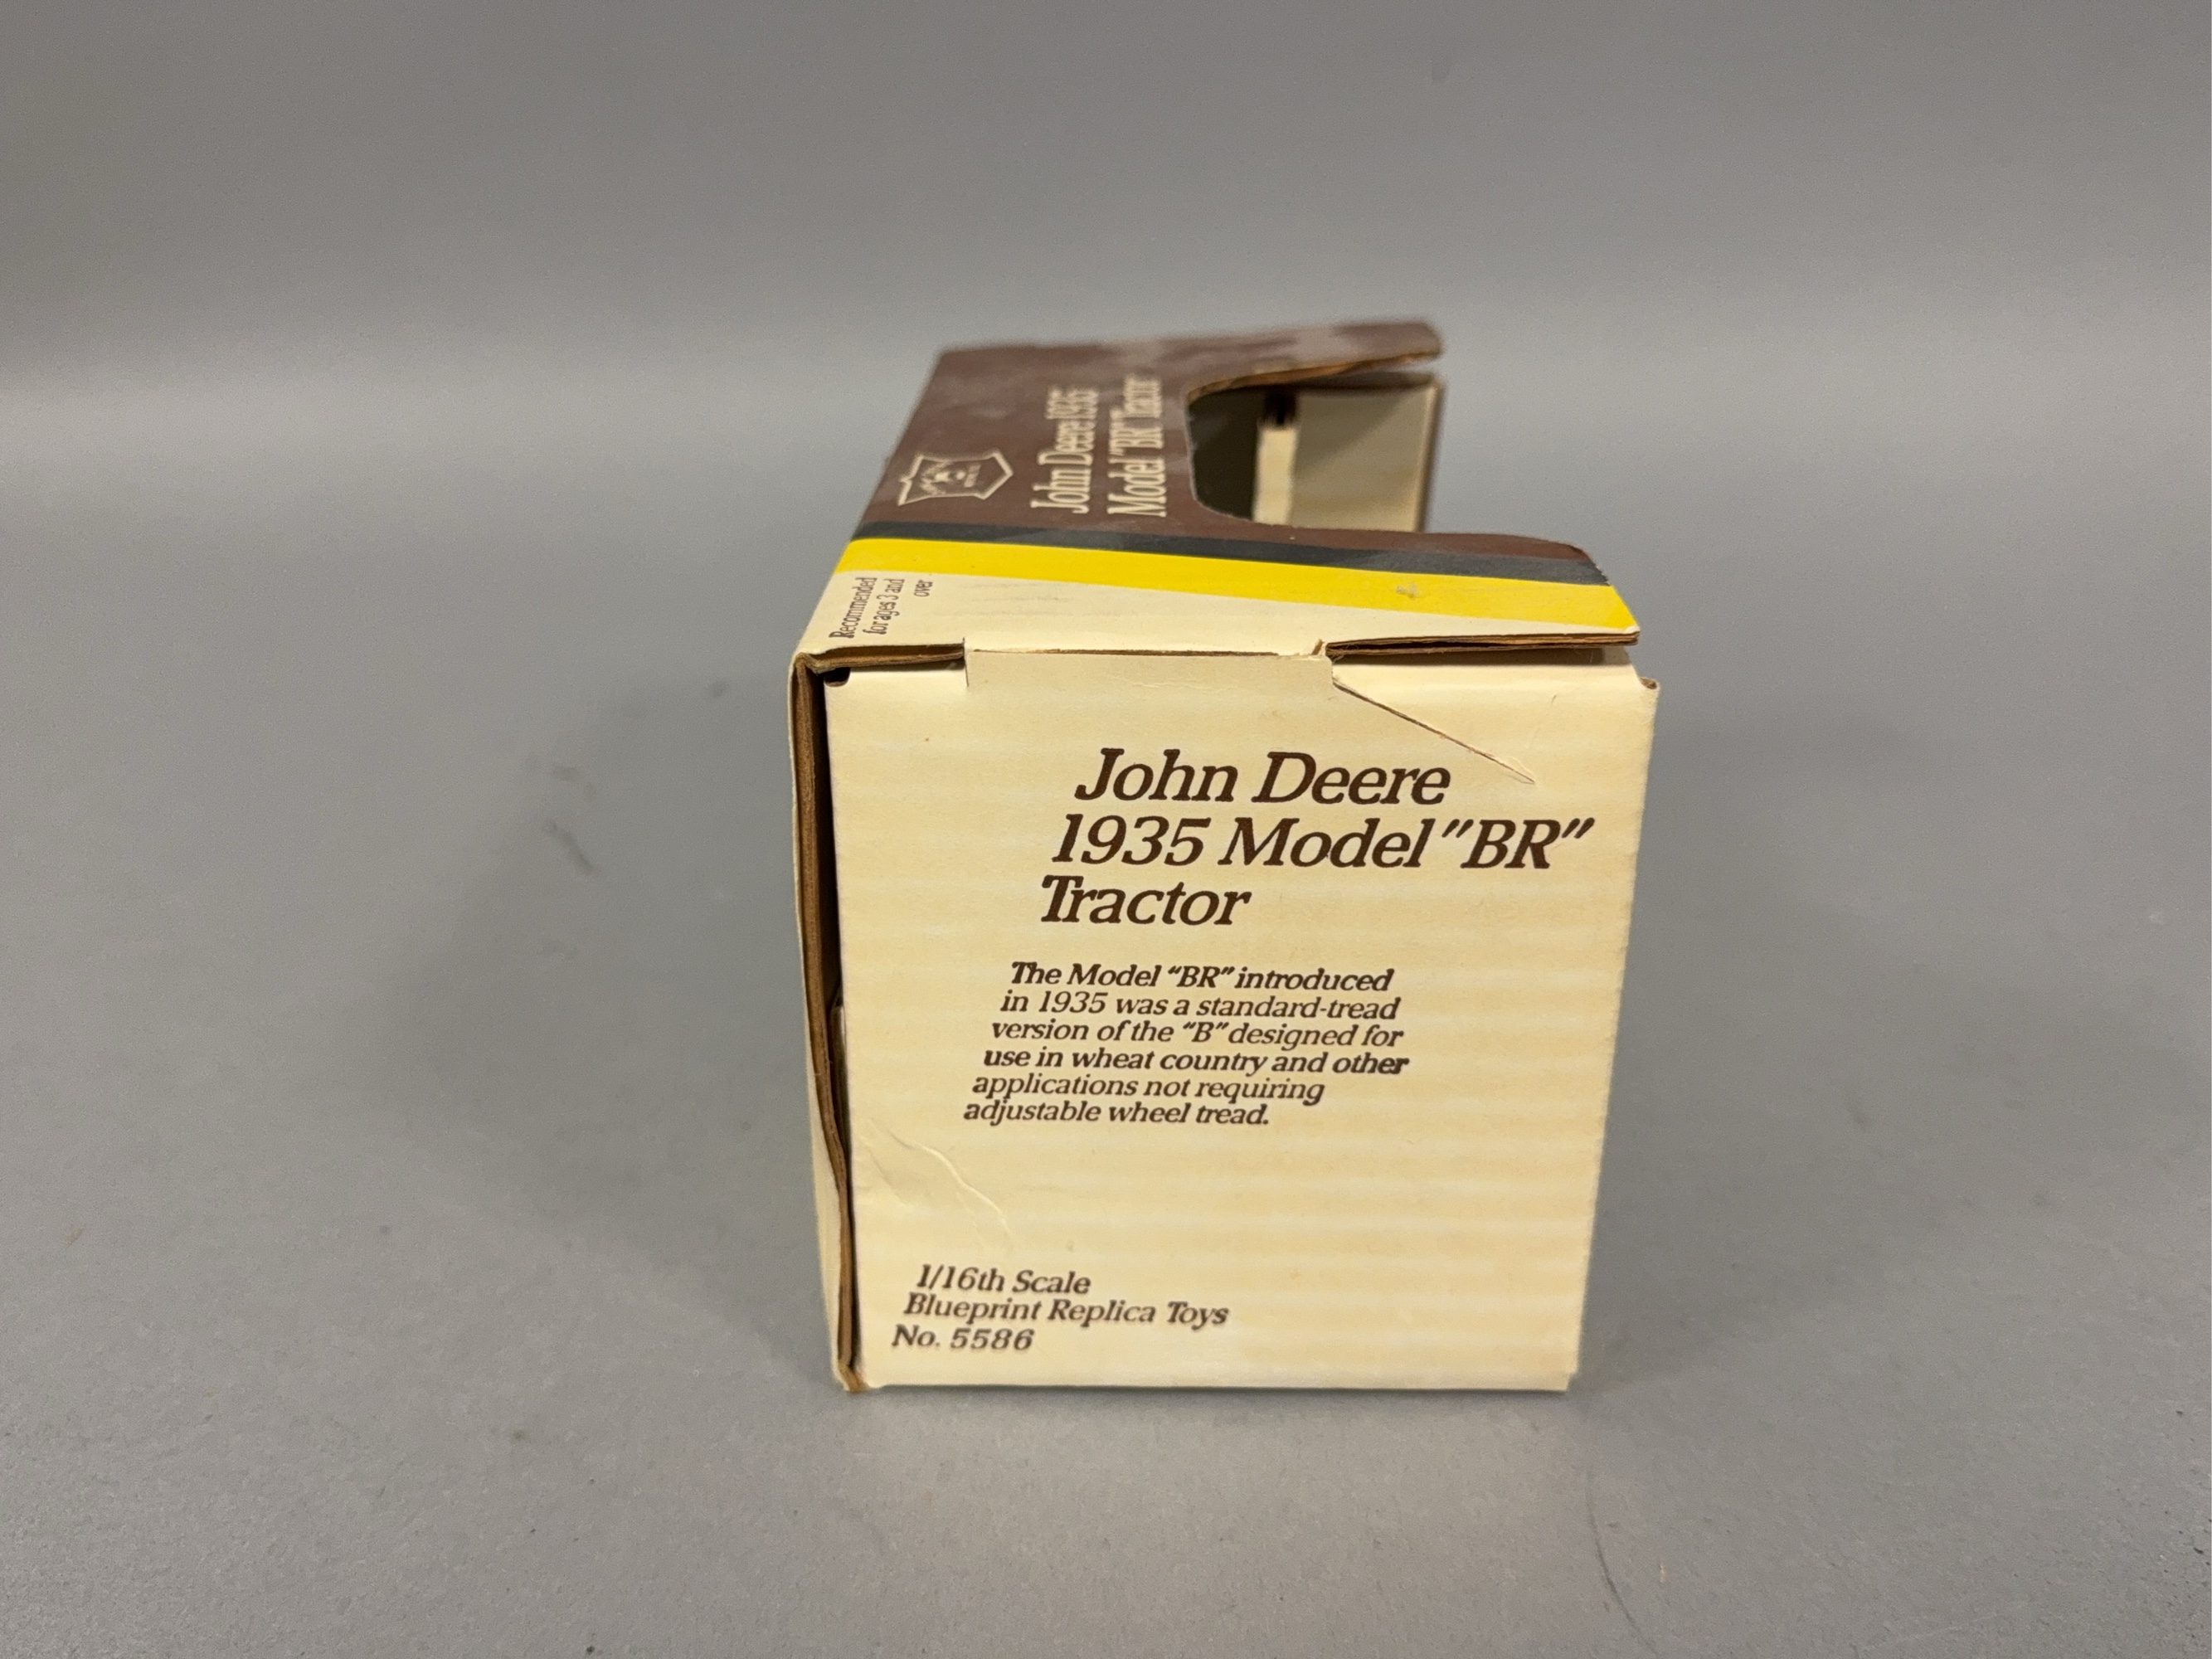 John Deere 1935
Model "BR" Tractor
Recommended
for ages 3 and
over
John Deere
1935 Model "BR"
Tractor
The Model "BR" introduced
in 1935 was a standard-tread
version of the "B" designed for
use in wheat country and other
applications not requiring
adjustable wheel tread.
1/16th Scale
Blueprint Replica Toys
No. 5586